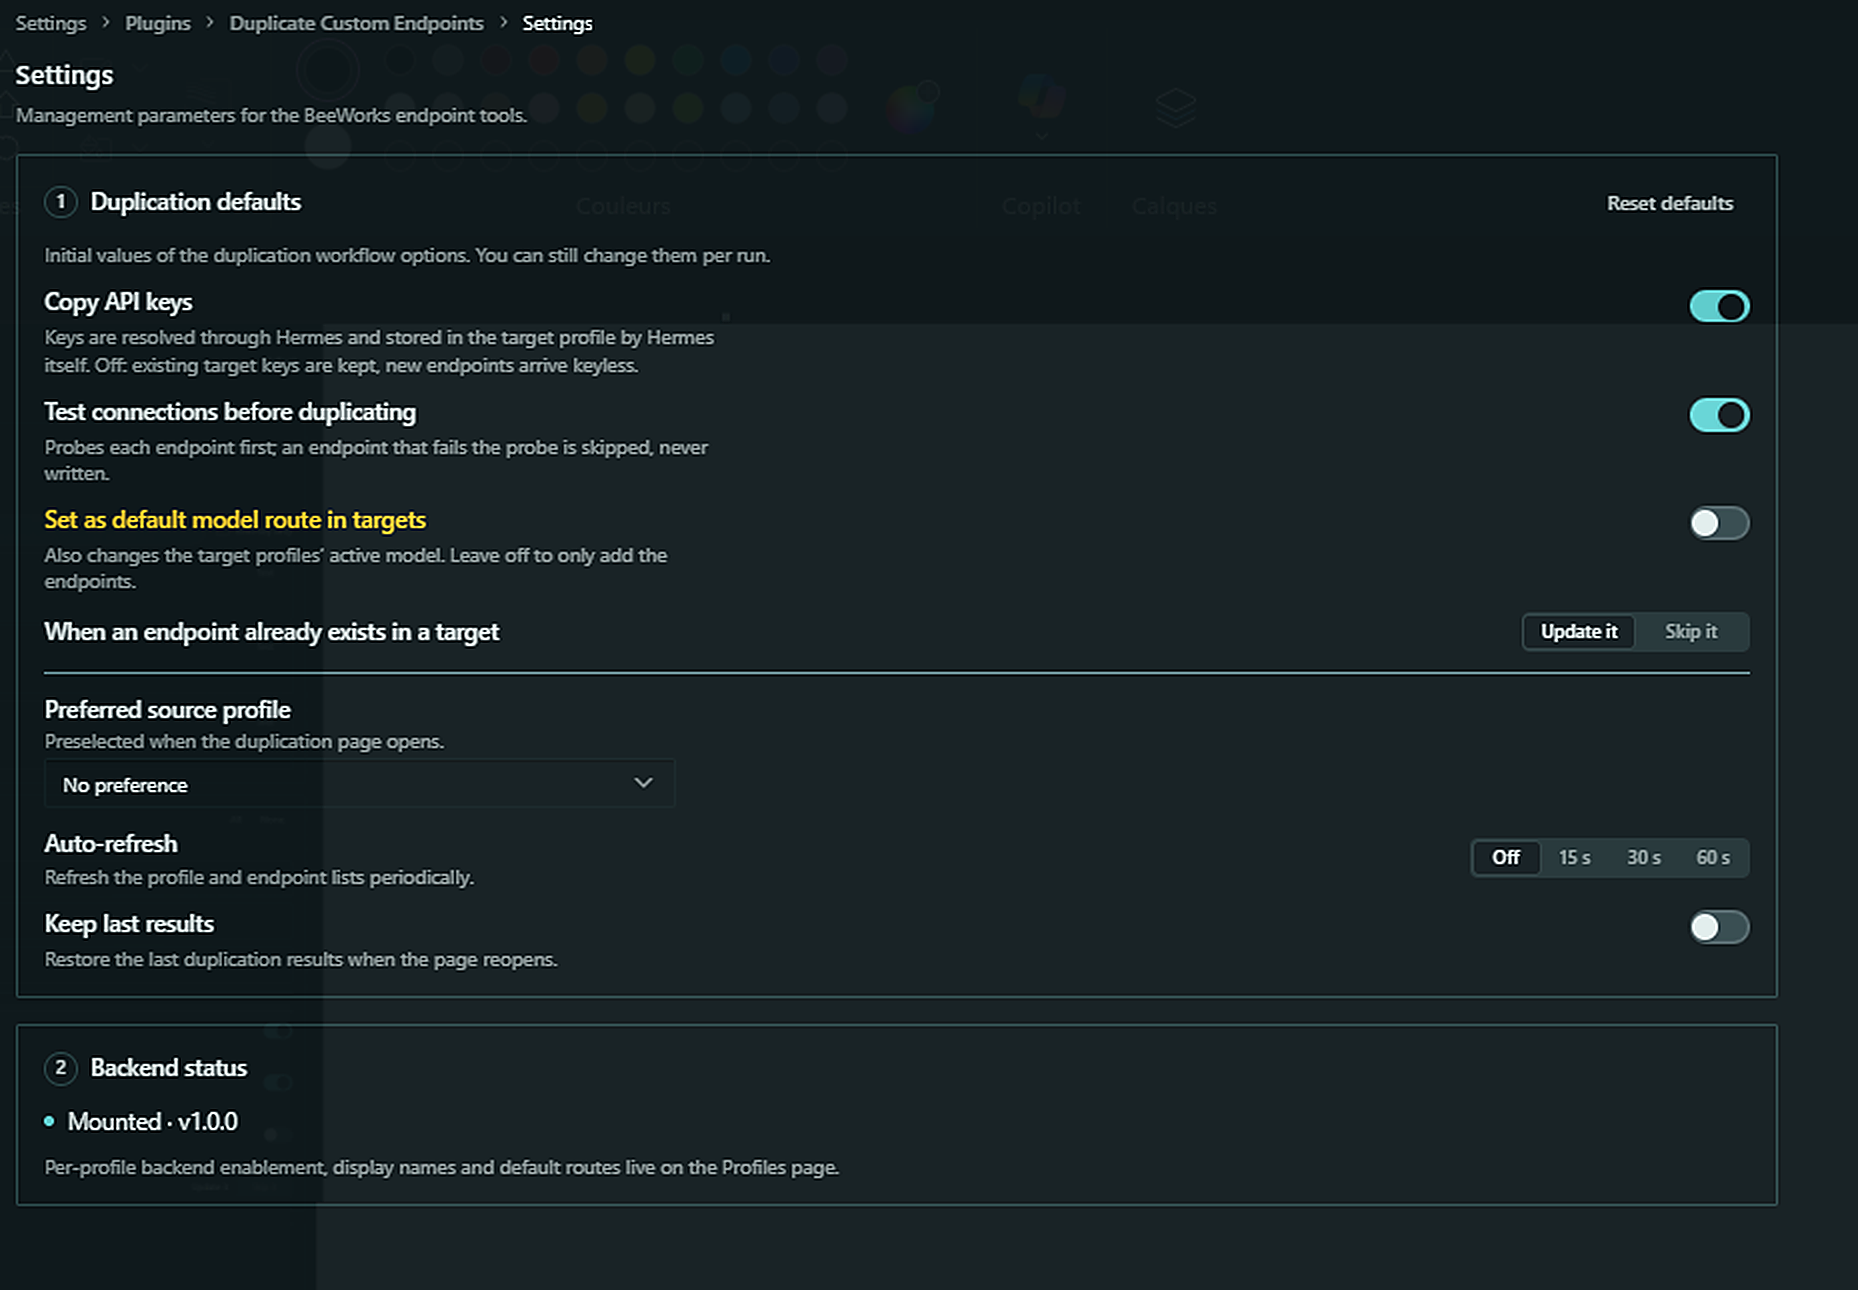 Settings > Plugins > Duplicate Custom Endpoints > Settings
Settings
Management parameters for the BeeWorks endpoint tools.
1 Duplication defaults
Reset defaults
Couleurs
Copilot
Calques
Initial values of the duplication workflow options. You can still change them per run.
Copy API keys
Keys are resolved through Hermes and stored in the target profile by Hermes
itself. Off: existing target keys are kept, new endpoints arrive keyless.
Test connections before duplicating
Probes each endpoint first; an endpoint that fails the probe is skipped, never
written.
Set as default model route in targets
Also changes the target profiles’ active model. Leave off to only add the
endpoints.
When an endpoint already exists in a target
Update it
Skip it
Preferred source profile
Preselected when the duplication page opens.
No preference
Auto-refresh
Off
15 s
30 s
60 s
Refresh the profile and endpoint lists periodically.
Keep last results
Restore the last duplication results when the page reopens.
2 Backend status
Mounted · v1.0.0
Per-profile backend enablement, display names and default routes live on the Profiles page.